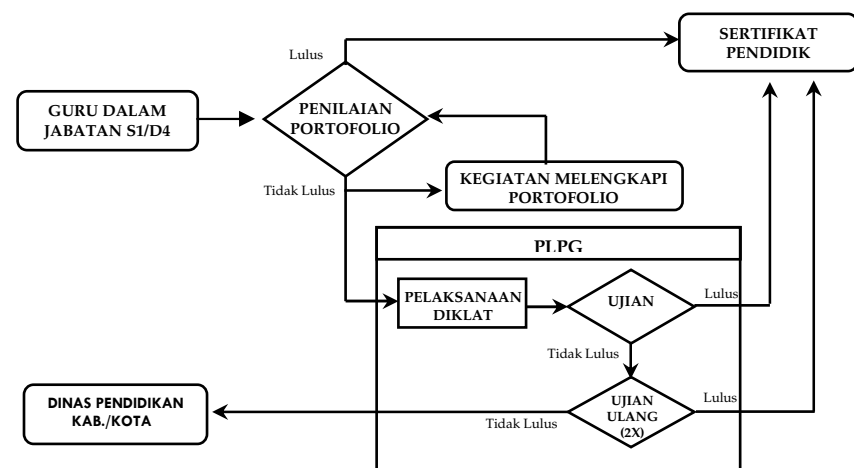 Lulus
SERTIFIKAT
PENDIDIK
GURU DALAM
JABATAN S1/D4
PENILAIAN
PORTOFOLIO
Tidak Lulus
KEGIATAN MELENGKAPI
PORTOFOLIO
PLPG
PELAKSANAAN
DIKLAT
UJIAN
Lulus
Tidak Lulus
DINAS PENDIDIKAN
KAB./KOTA
Tidak Lulus
UJIAN
ULANG
(2X)
Lulus